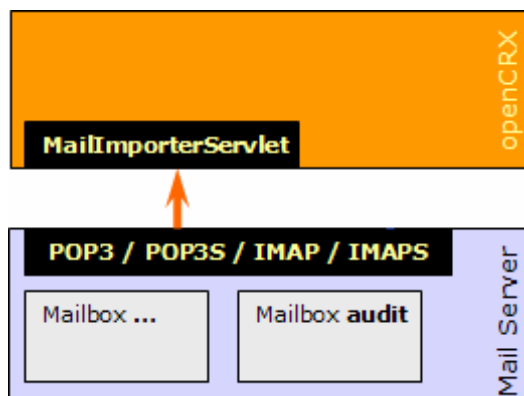 openCRX
MailImporterServlet
POP3 / POP3S / IMAP / IMAPS
Mailbox ...
Mailbox audit
Mail Server